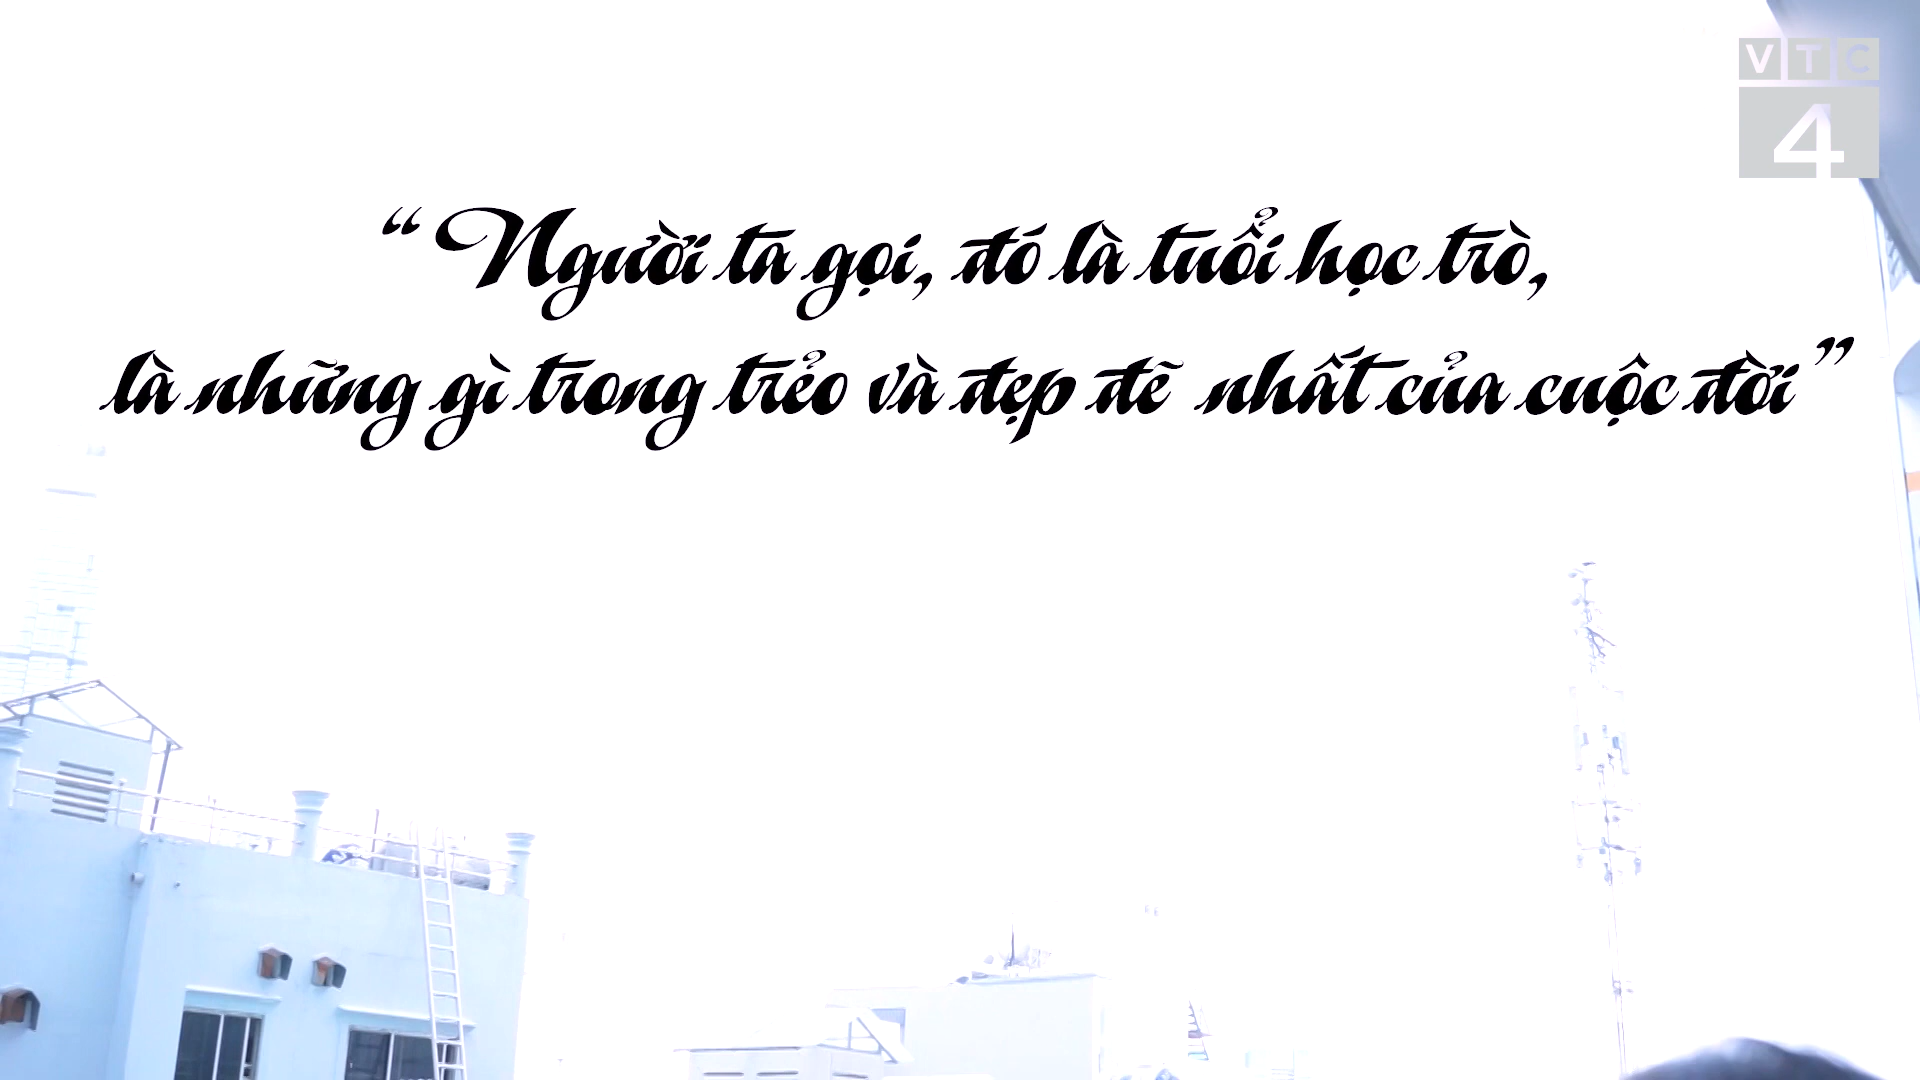 VTC
4
“Người ta gọi, đó là tuổi học trò,
là những gì trong trẻo và đẹp đẽ nhất của cuộc đời”